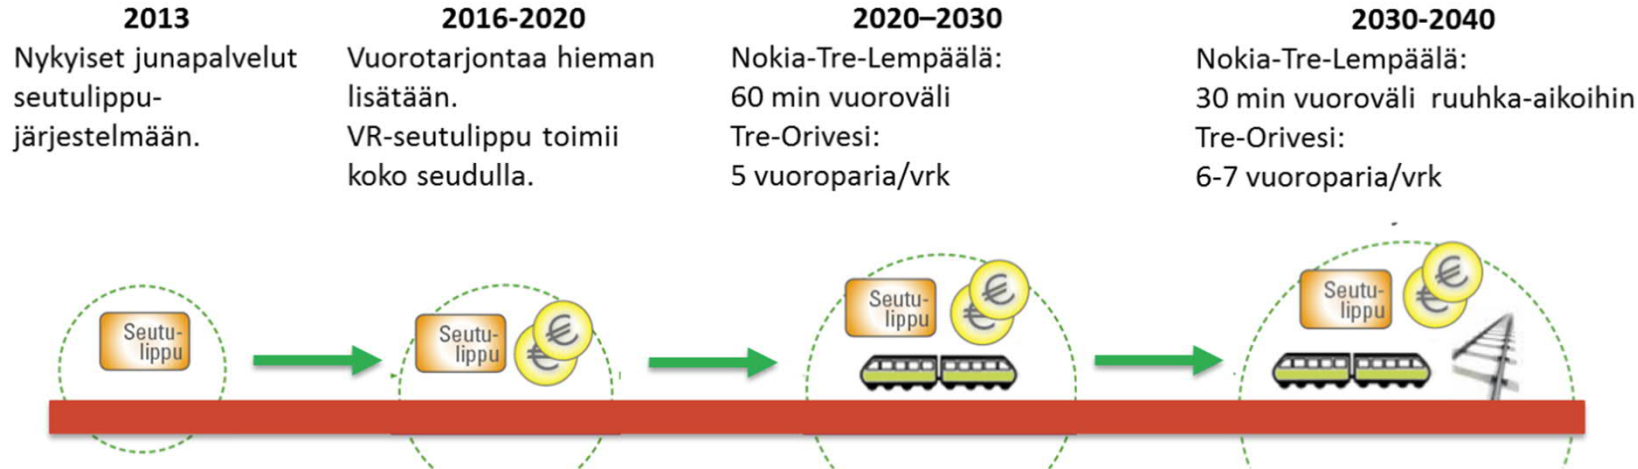 2013
Nykyiset junapalvelut
seutulippu-
järjestelmään.
2016-2020
Vuorotarjontaa hieman
lisätään.
VR-seutulippu toimii
koko seudulla.
2020–2030
Nokia-Tre-Lempäälä:
60 min vuoroväli
Tre-Orivesi:
5 vuoroparia/vrk
2030-2040
Nokia-Tre-Lempäälä:
30 min vuoroväli ruuhka-aikoihin
Tre-Orivesi:
6-7 vuoroparia/vrk
Seutu-
lippu
Seutu-
lippu
€
€
Seutu-
lippu
€
€
Seutu-
lippu
€
€